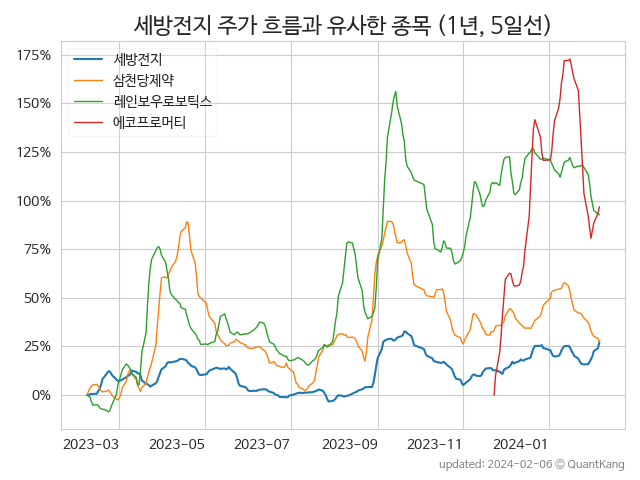 세방전지 주가 흐름과 유사한 종목 (1년, 5일선)
세방전지
삼천당제약
레인보우로보틱스
에코프로머티
175%
150%
125%
100%
75%
50%
25%
0%
2023-03 2023-05 2023-07 2023-09 2023-11 2024-01
updated: 2024-02-06 © QuantKang